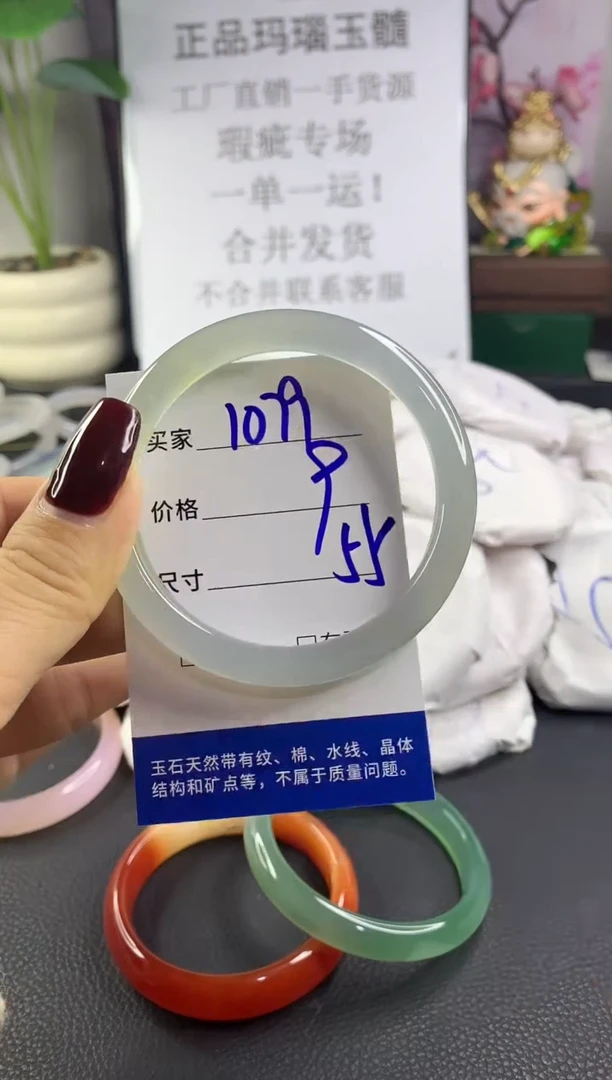 正品玛瑙玉髓
工厂直销一手货源
瑕疵专场
一单一运！
合并发货
不合并联系客服
买家 1079
价格 9
尺寸 55
玉石天然带有纹、棉、水线、晶体
结构和矿点等，不属于质量问题。